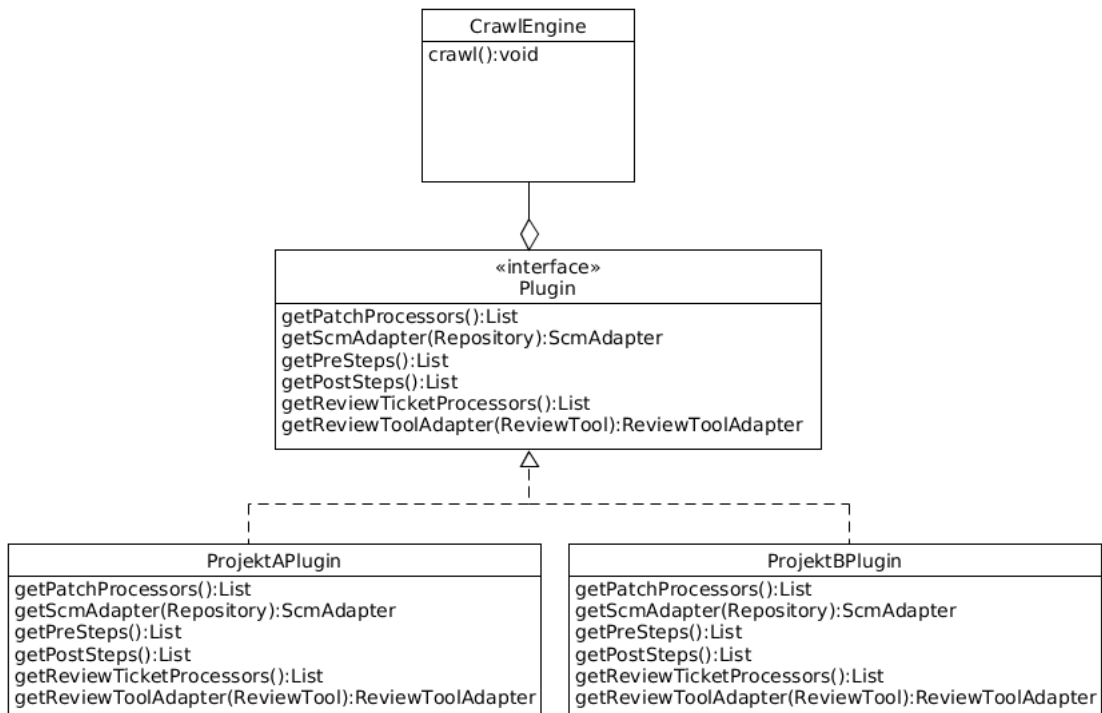 CrawlEngine
crawl():void
«interface»
Plugin
getPatchProcessors():List
getScmAdapter(Repository):ScmAdapter
getPreSteps():List
getPostSteps():List
getReviewTicketProcessors():List
getReviewToolAdapter(ReviewTool):ReviewToolAdapter
ProjektAPlugin
getPatchProcessors():List
getScmAdapter(Repository):ScmAdapter
getPreSteps():List
getPostSteps():List
getReviewTicketProcessors():List
getReviewToolAdapter(ReviewTool):ReviewToolAdapter
ProjektBPlugin
getPatchProcessors():List
getScmAdapter(Repository):ScmAdapter
getPreSteps():List
getPostSteps():List
getReviewTicketProcessors():List
getReviewToolAdapter(ReviewTool):ReviewToolAdapter